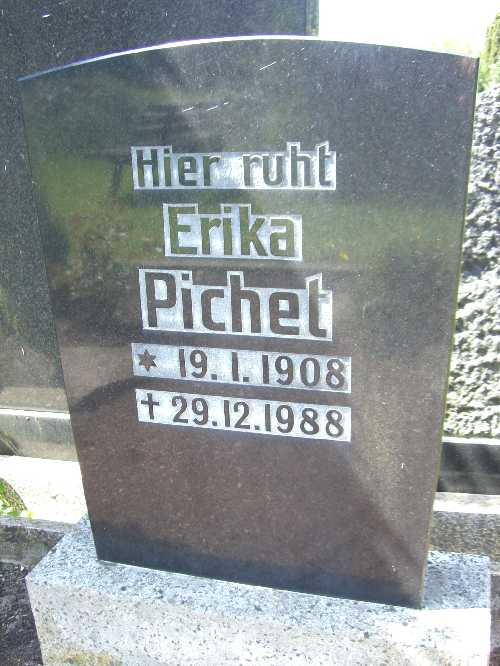 Hier ruht
Erika
Pichet
* 19. 1. 1908
† 29.12.1988